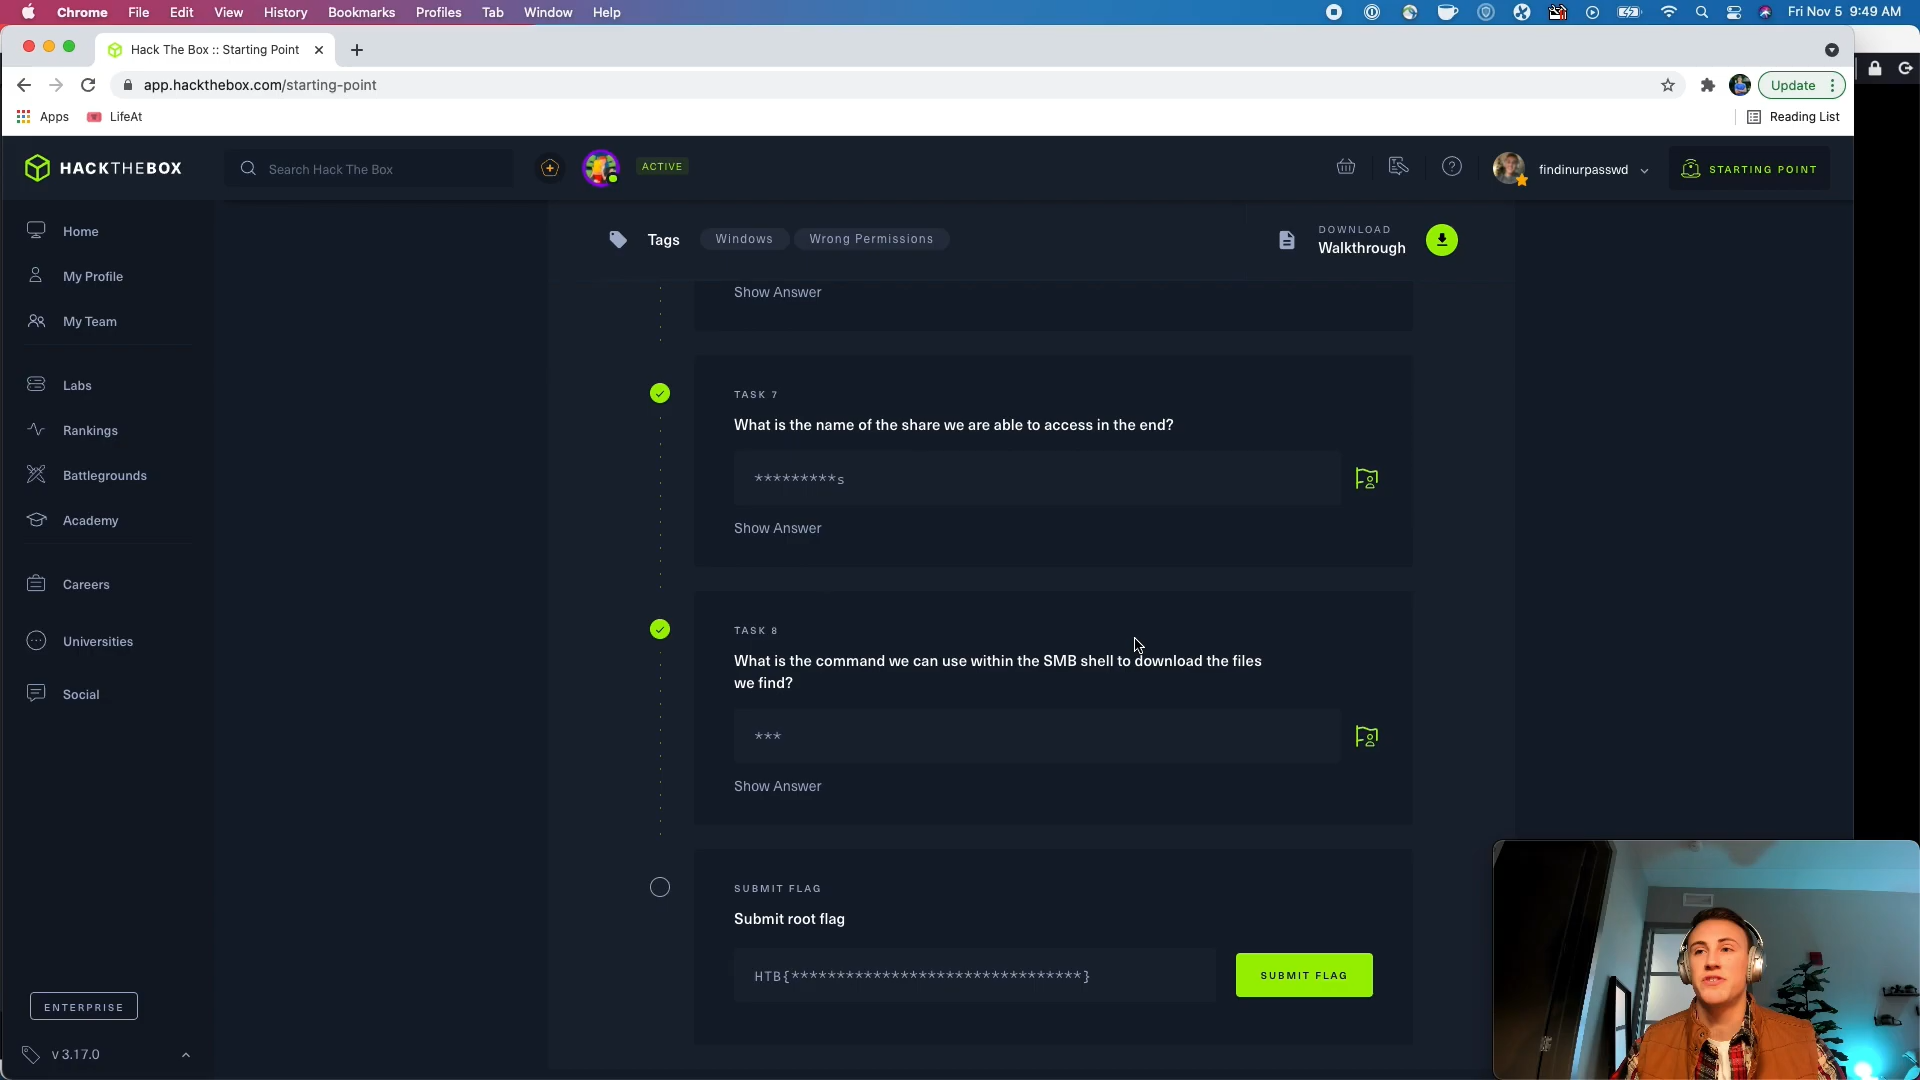 Chrome File Edit View History Bookmarks Profiles Tab Window Help Fri Nov 5 9:49 AM
Hack The Box :: Starting Point
app.hackthebox.com/starting-point Update
Apps LifeAt Reading List
HACKTHEBOX Search Hack The Box ACTIVE findinurpasswd STARTING POINT
Home
My Profile
My Team
Labs
Rankings
Battlegrounds
Academy
Careers
Universities
Social
ENTERPRISE
v 3.17.0
Tags Windows Wrong Permissions DOWNLOAD
Walkthrough
Show Answer
TASK 7
What is the name of the share we are able to access in the end?
*********s
Show Answer
TASK 8
What is the command we can use within the SMB shell to download the files
we find?
***
Show Answer
SUBMIT FLAG
Submit root flag
HTB{********************************} SUBMIT FLAG